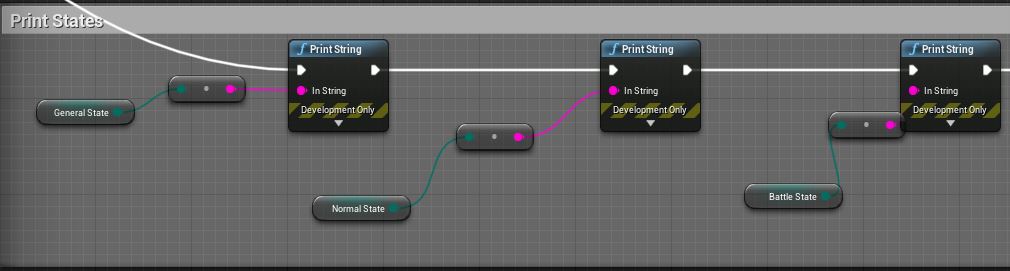 Print States
Print String
In String
Development Only
General State
Print String
In String
Development Only
Normal State
Print String
In String
Development Only
Battle State